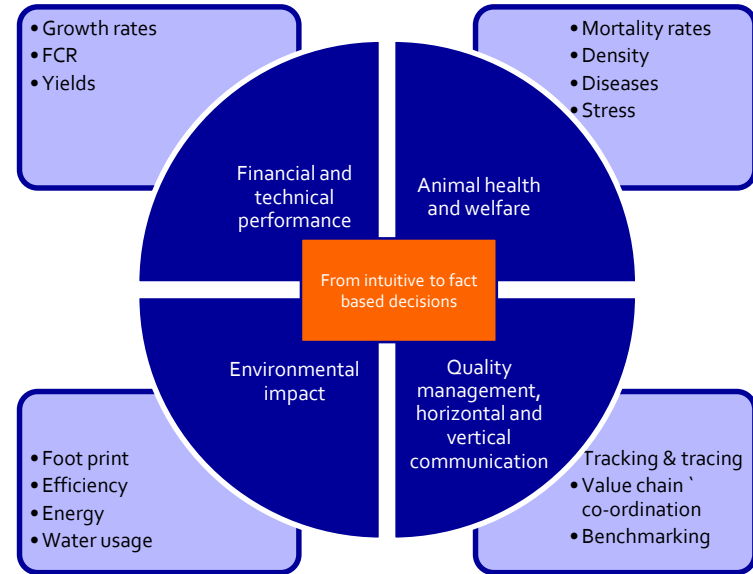 • Growth rates
• FCR
• Yields
• Mortality rates
• Density
• Diseases
• Stress
Financial and
technical
performance
Animal health
and welfare
From intuitive to fact
based decisions
Environmental
impact
Quality
management,
horizontal and
vertical
communication
• Foot print
• Efficiency
• Energy
• Water usage
Tracking & tracing
• Value chain `
co-ordination
• Benchmarking